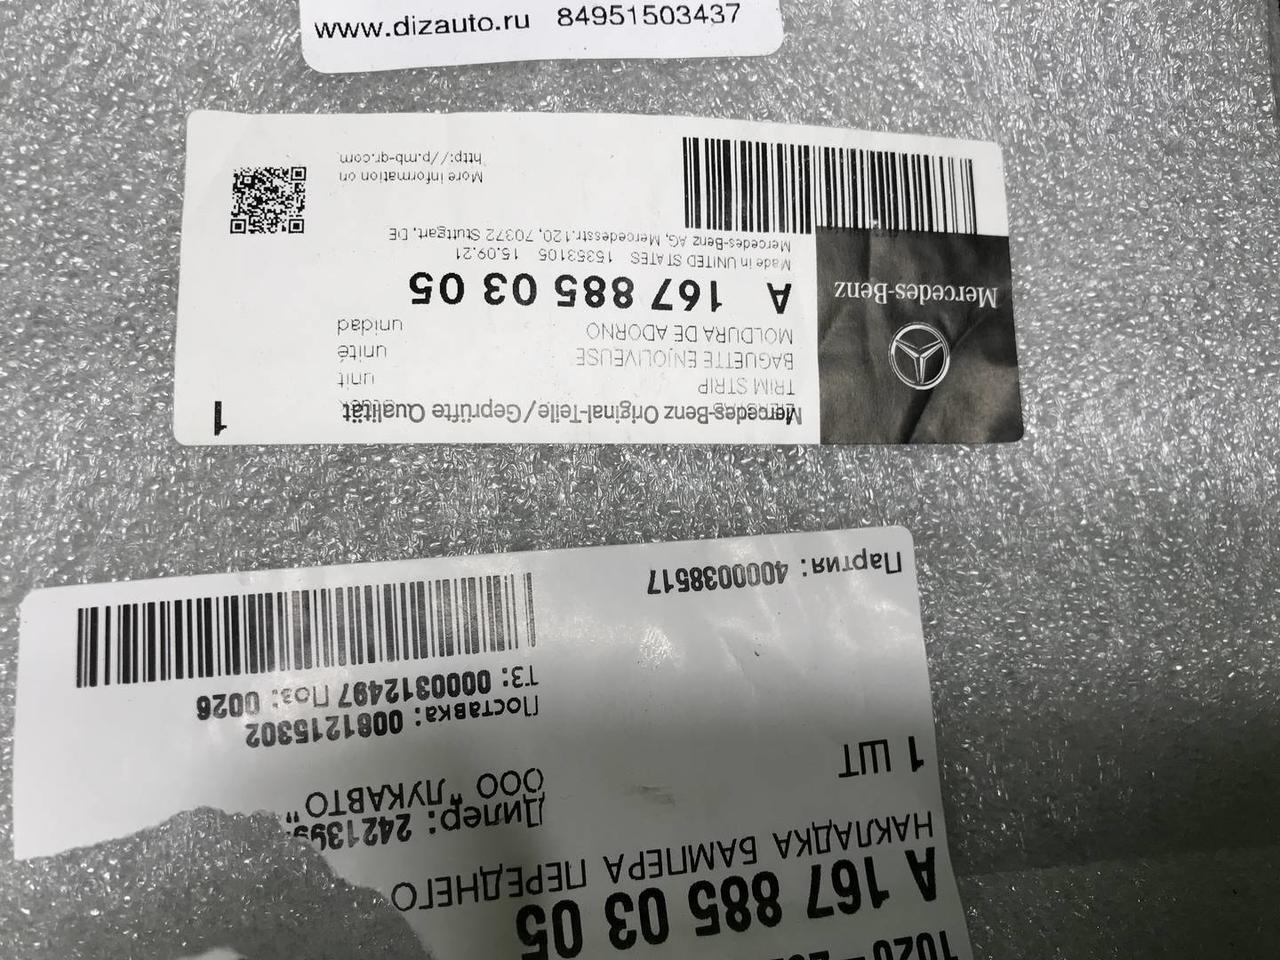 www.dizauto.ru 84951503437
Mercedes-Benz Original-Teile/Geprüfte Qualität
TRIM STRIP unit
BAGUETTE ENJOLIVEUSE unité
MOLDURA DE ADORNO unidad
A 167 885 03 05
Made in UNITED STATES 15353105 15.09.21
Mercedes-Benz AG, Mercedesstr.120, 70372 Stuttgart, DE
More information on
http://p.mb-qr.com
1
Mercedes-Benz
A 167 885 03 05
НАКЛАДКА БАМПЕРА ПЕРЕДНЕГО
1 ШТ
Дилер: 2421399
ООО "ЛУКАВТО"
Поставка: 0081215302
ТЗ: 0000312497 Поз: 0026
Партия: 4000038517